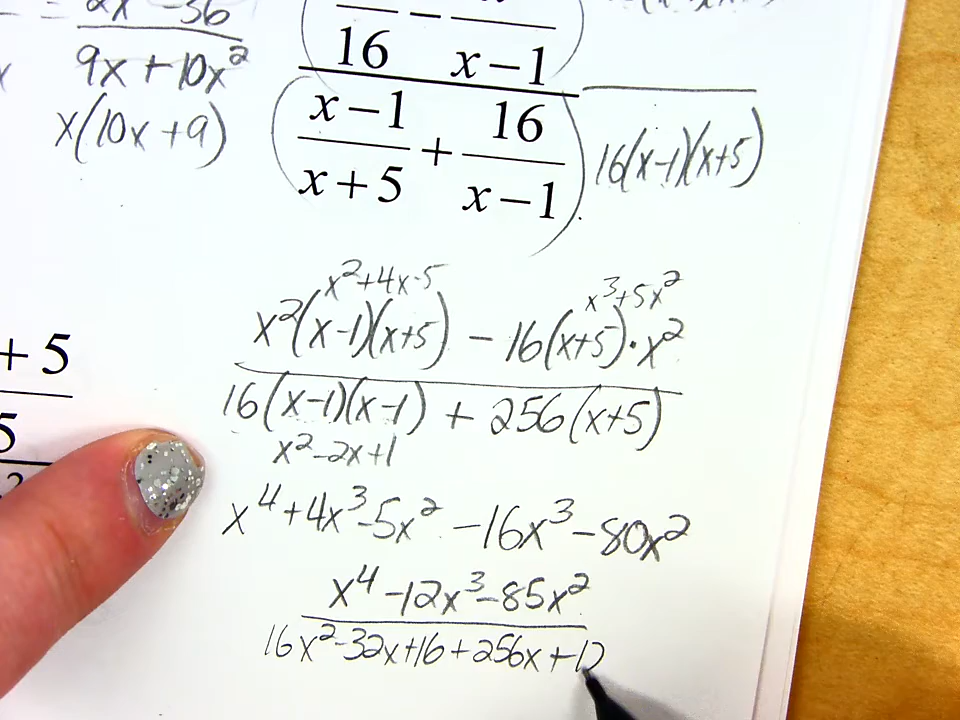 2x - 36
9x + 10x²
x(10x + 9)
16 x - 1
x - 1 16
x + 5 + x - 1
16(x-1)(x+5)
x²+4x-5 x³+5x²
x²(x-1)(x+5) - 16(x+5)·x²
16(x-1)(x-1) + 256(x+5)
x²-2x+1
+ 5
5
x⁴+4x³-5x²-16x³-80x²
x⁴-12x³-85x²
16x²-32x+16+256x+12